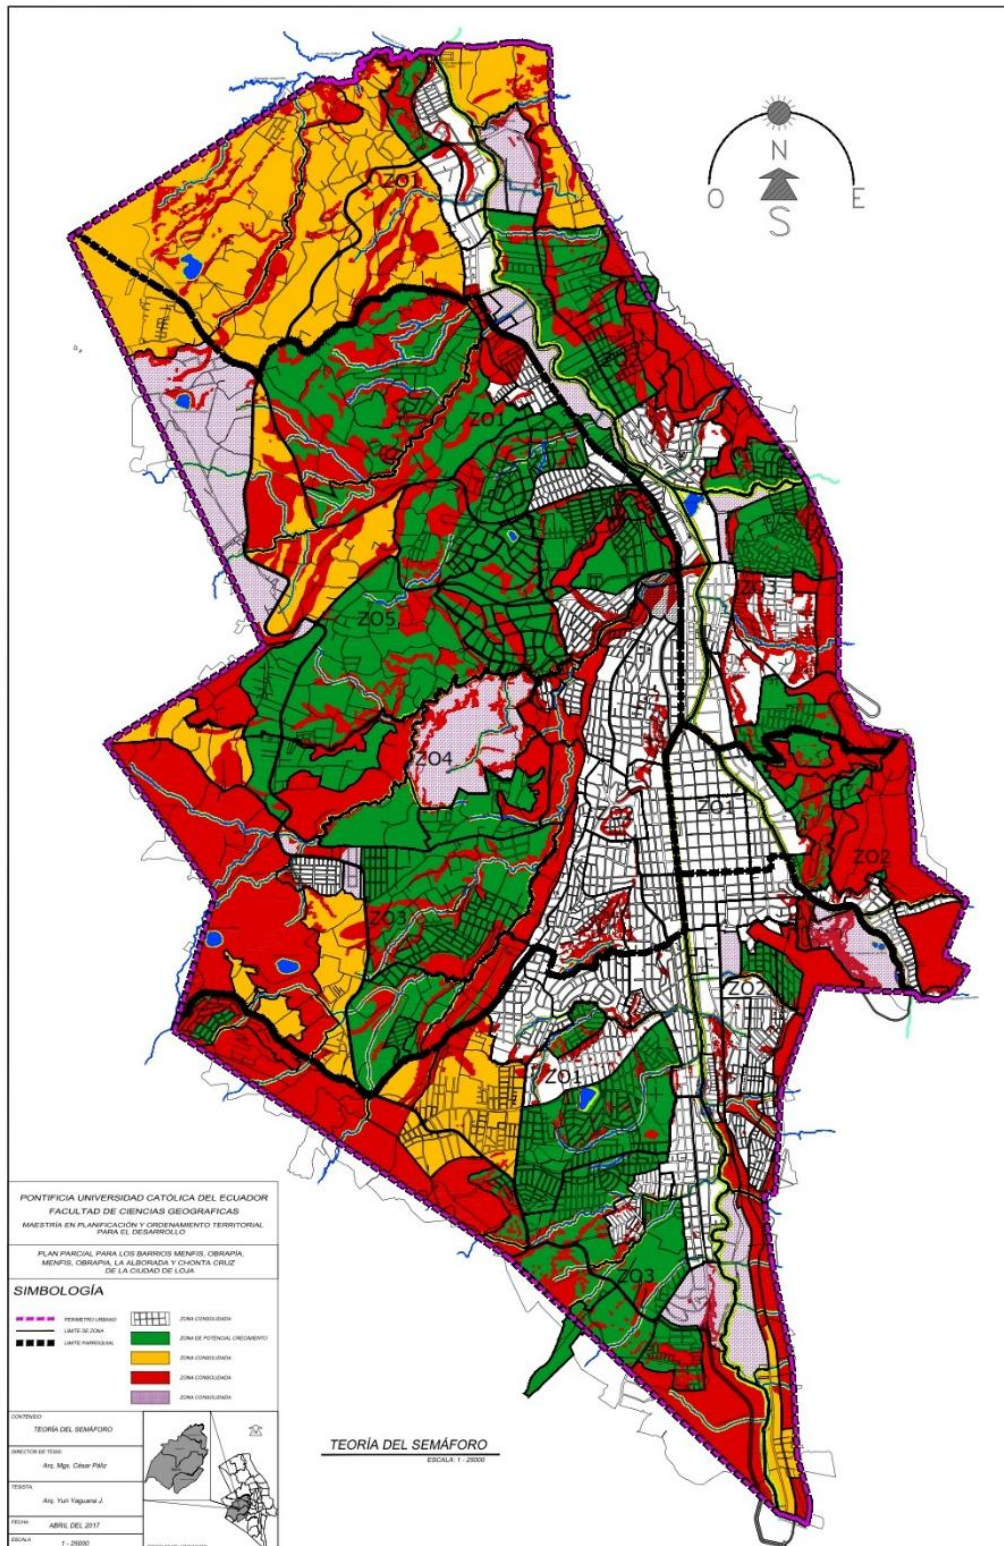 N
O
E
S
ZO1
ZO2
ZO1
ZO3
ZO5
ZO4
ZO1
ZO2
ZO2
ZO3
ZO2
ZO1
ZO3
PONTIFICIA UNIVERSIDAD CATÓLICA DEL ECUADOR
FACULTAD DE CIENCIAS GEOGRAFICAS
MAESTRÍA EN PLANIFICACIÓN Y ORDENAMIENTO TERRITORIAL
PARA EL DESARROLLO
PLAN PARCIAL PARA LOS BARRIOS MENFIS, OBRAPÍA,
MENFIS, OBRAPIA, LA ALBORADA Y CHONTA CRUZ
DE LA CIUDAD DE LOJA
SIMBOLOGÍA
PERIMETRO URBANO
LIMITE DE ZONA
LIMITE PARROQUIAL
ZONA CONSOLIDADA
ZONA DE POTENCIAL CRECIMIENTO
ZONA CONSOLIDADA
ZONA CONSOLIDADA
ZONA CONSOLIDADA
CONTENIDO:
TEORÍA DEL SEMÁFORO
DIRECTOR DE TESIS:
Arq. Mgs. César Páliz
TESISTA:
Arq. Yuri Yaguana J.
FECHA:
ABRIL DEL 2017
ESCALA:
1 - 25000
TEORÍA DEL SEMÁFORO
ESCALA: 1 - 25000